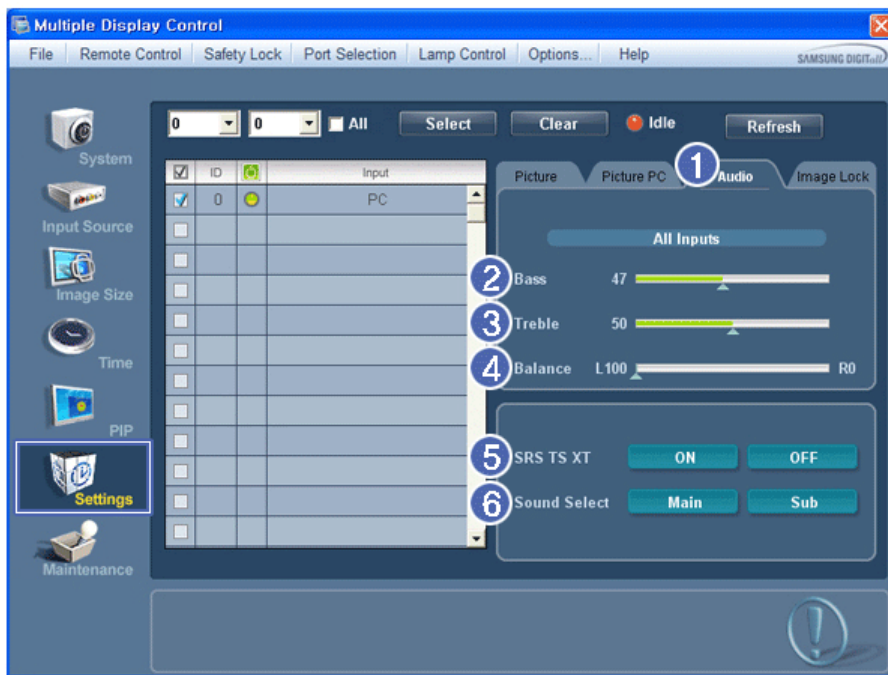 Multiple Display Control
File Remote Control Safety Lock Port Selection Lamp Control Options... Help SAMSUNG DIGITall
0 0 All Select Clear Idle Refresh
System
Input Source
Image Size
Time
PIP
Settings
Maintenance
ID Input
0 PC
Picture Picture PC 1 Audio Image Lock
All Inputs
2 Bass 47
3 Treble 50
4 Balance L100 R0
5 SRS TS XT ON OFF
6 Sound Select Main Sub